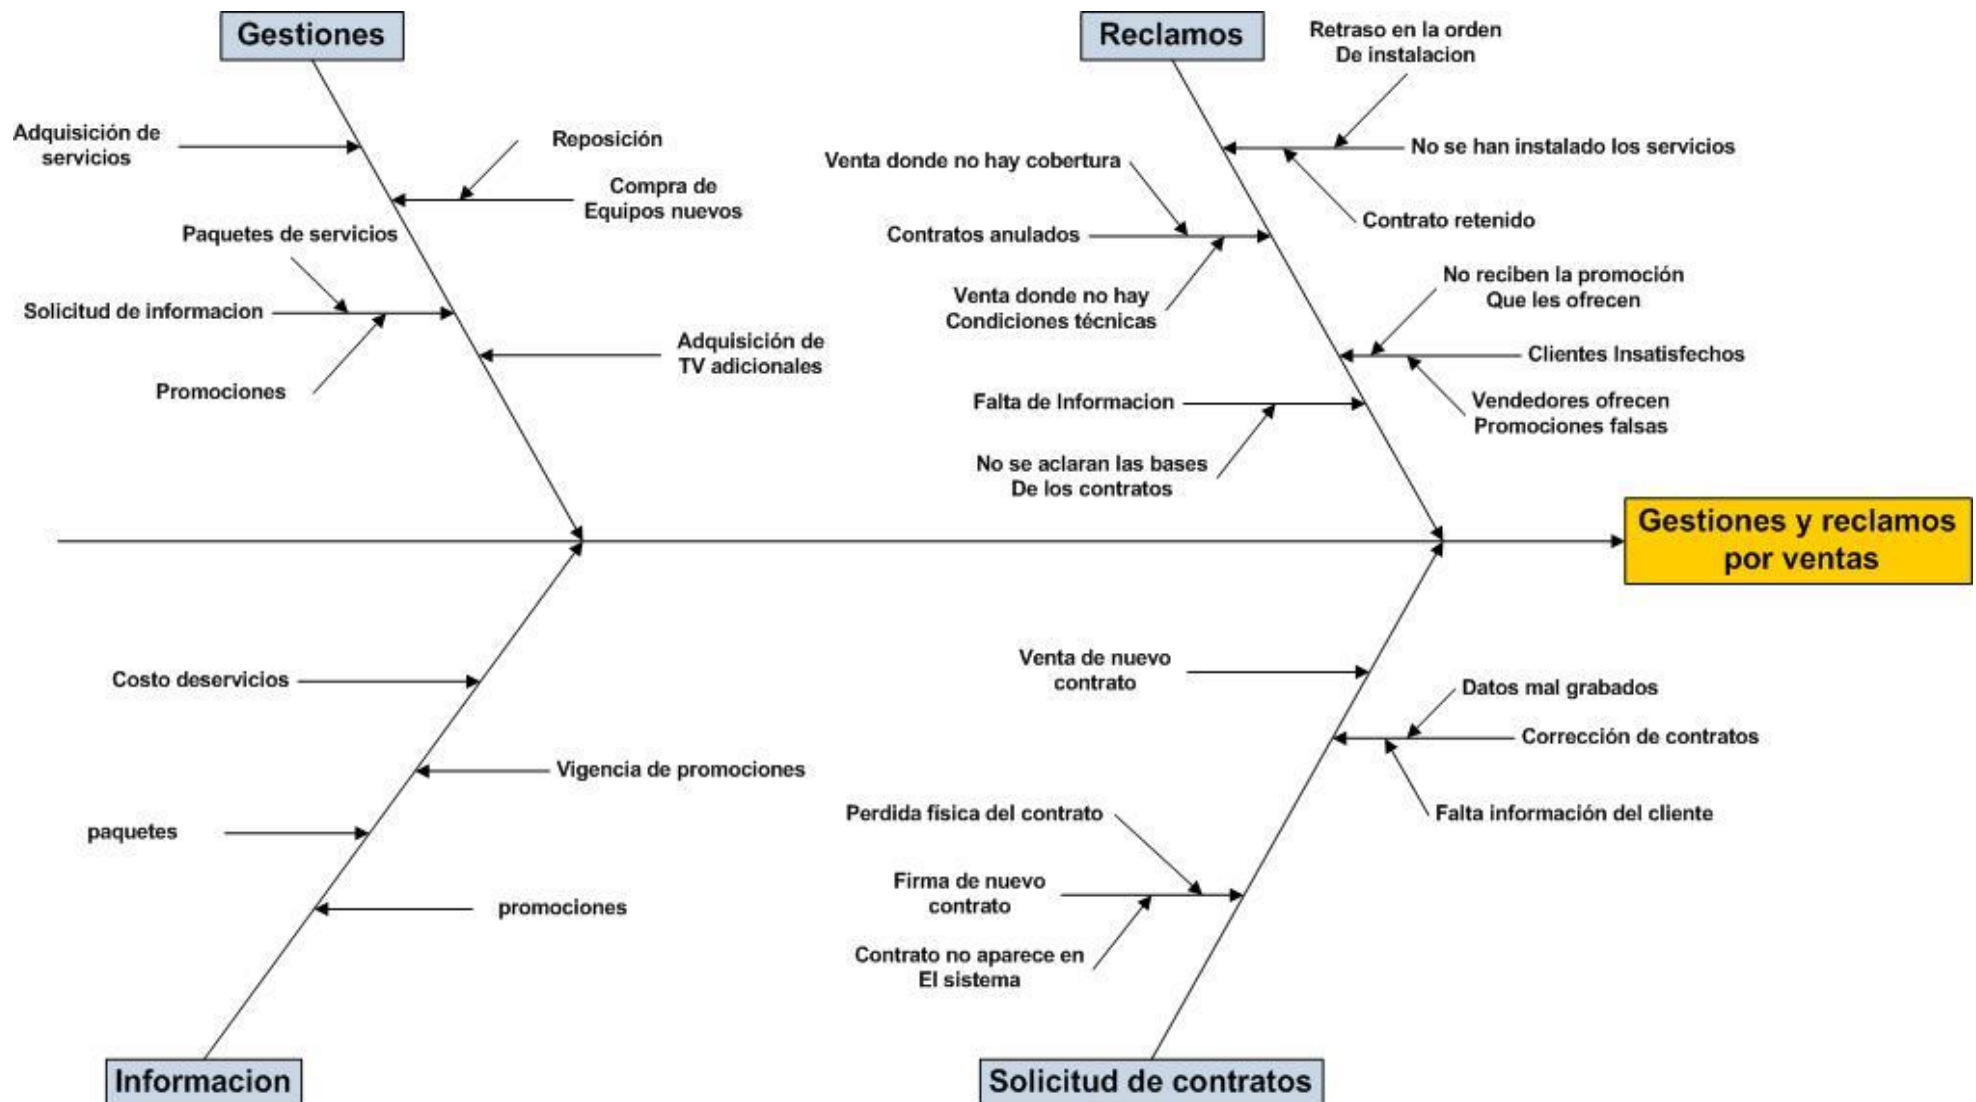 Gestiones
Reclamos
Retraso en la orden
De instalacion
Adquisición de
servicios
Reposición
Compra de
Equipos nuevos
Paquetes de servicios
Solicitud de informacion
Promociones
Adquisición de
TV adicionales
No se han instalado los servicios
Contrato retenido
Venta donde no hay cobertura
Contratos anulados
Venta donde no hay
Condiciones técnicas
No reciben la promoción
Que les ofrecen
Clientes Insatisfechos
Vendedores ofrecen
Promociones falsas
Falta de Informacion
No se aclaran las bases
De los contratos
Gestiones y reclamos
por ventas
Costo deservicios
Vigencia de promociones
paquetes
promociones
Venta de nuevo
contrato
Datos mal grabados
Corrección de contratos
Falta información del cliente
Perdida física del contrato
Firma de nuevo
contrato
Contrato no aparece en
El sistema
Informacion
Solicitud de contratos